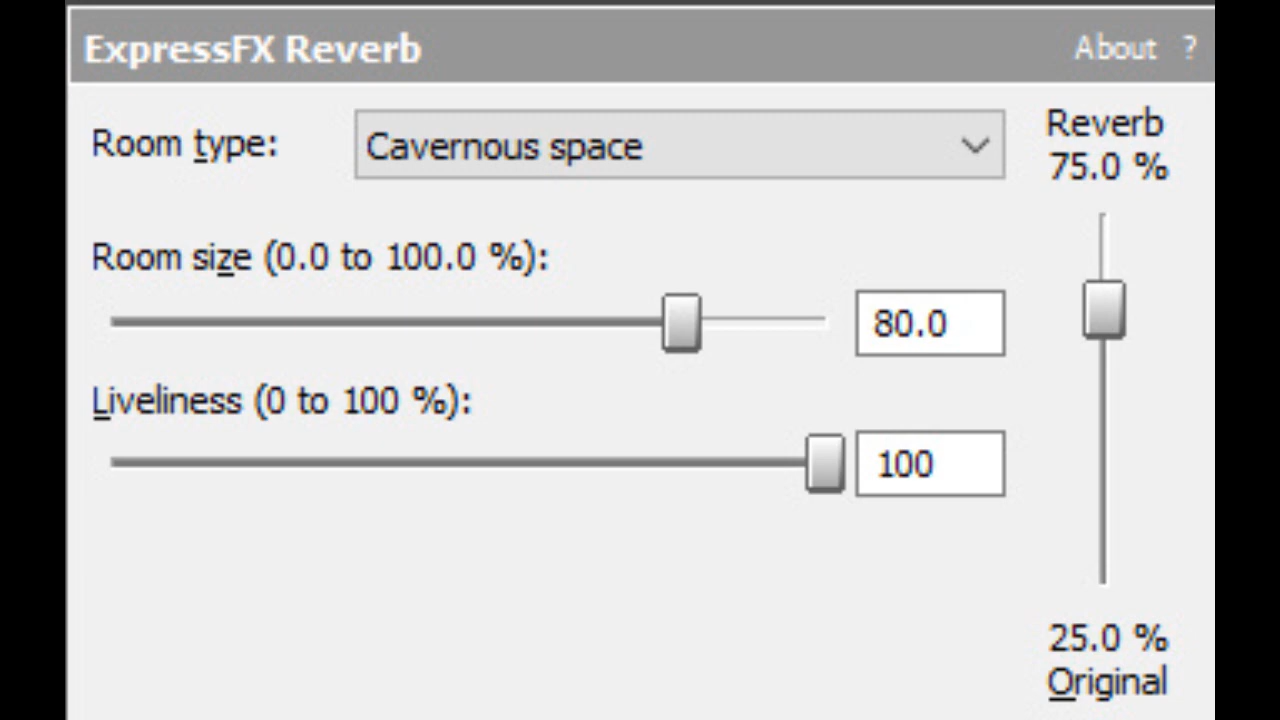 ExpressFX Reverb About ?
Room type: Cavernous space
Reverb
75.0 %
Room size (0.0 to 100.0 %):
80.0
Liveliness (0 to 100 %):
100
25.0 %
Original